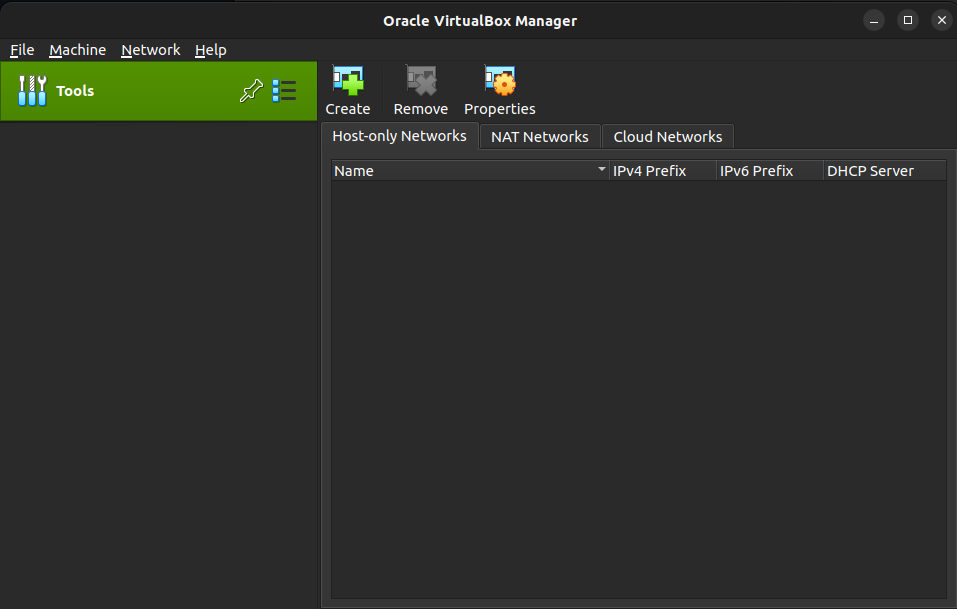 Oracle VirtualBox Manager
File Machine Network Help
Tools
Create Remove Properties
Host-only Networks NAT Networks Cloud Networks
Name IPv4 Prefix IPv6 Prefix DHCP Server